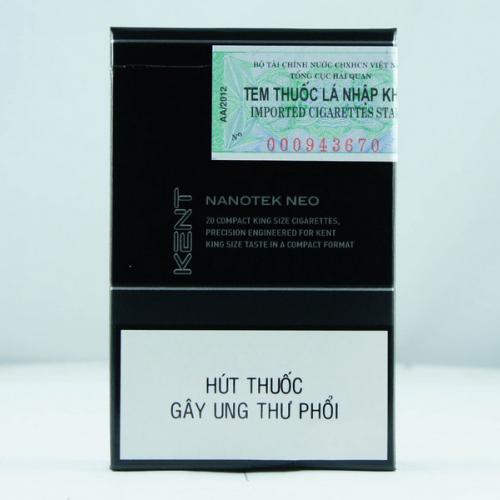 BỘ TÀI CHÍNH NƯỚC CHXHCN VIỆT N
TỔNG CỤC HẢI QUAN
TEM THUỐC LÁ NHẬP KH
IMPORTED CIGARETTES STA
AA/2012
Nº 000943670
KENT
NANOTEK NEO
20 COMPACT KING SIZE CIGARETTES,
PRECISION ENGINEERED FOR KENT
KING SIZE TASTE IN A COMPACT FORMAT
HÚT THUỐC
GÂY UNG THƯ PHỔI